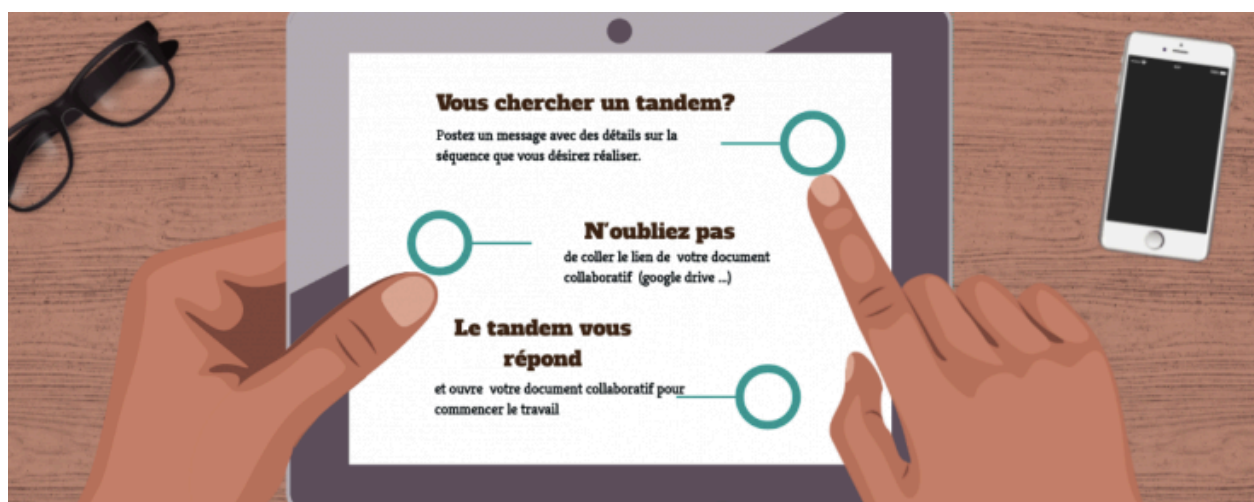 Vous chercher un tandem?
Postez un message avec des détails sur la
séquence que vous désirez réaliser.
N'oubliez pas
de coller le lien de votre document
collaboratif (google drive ...)
Le tandem vous
répond
et ouvre votre document collaboratif pour
commencer le travail